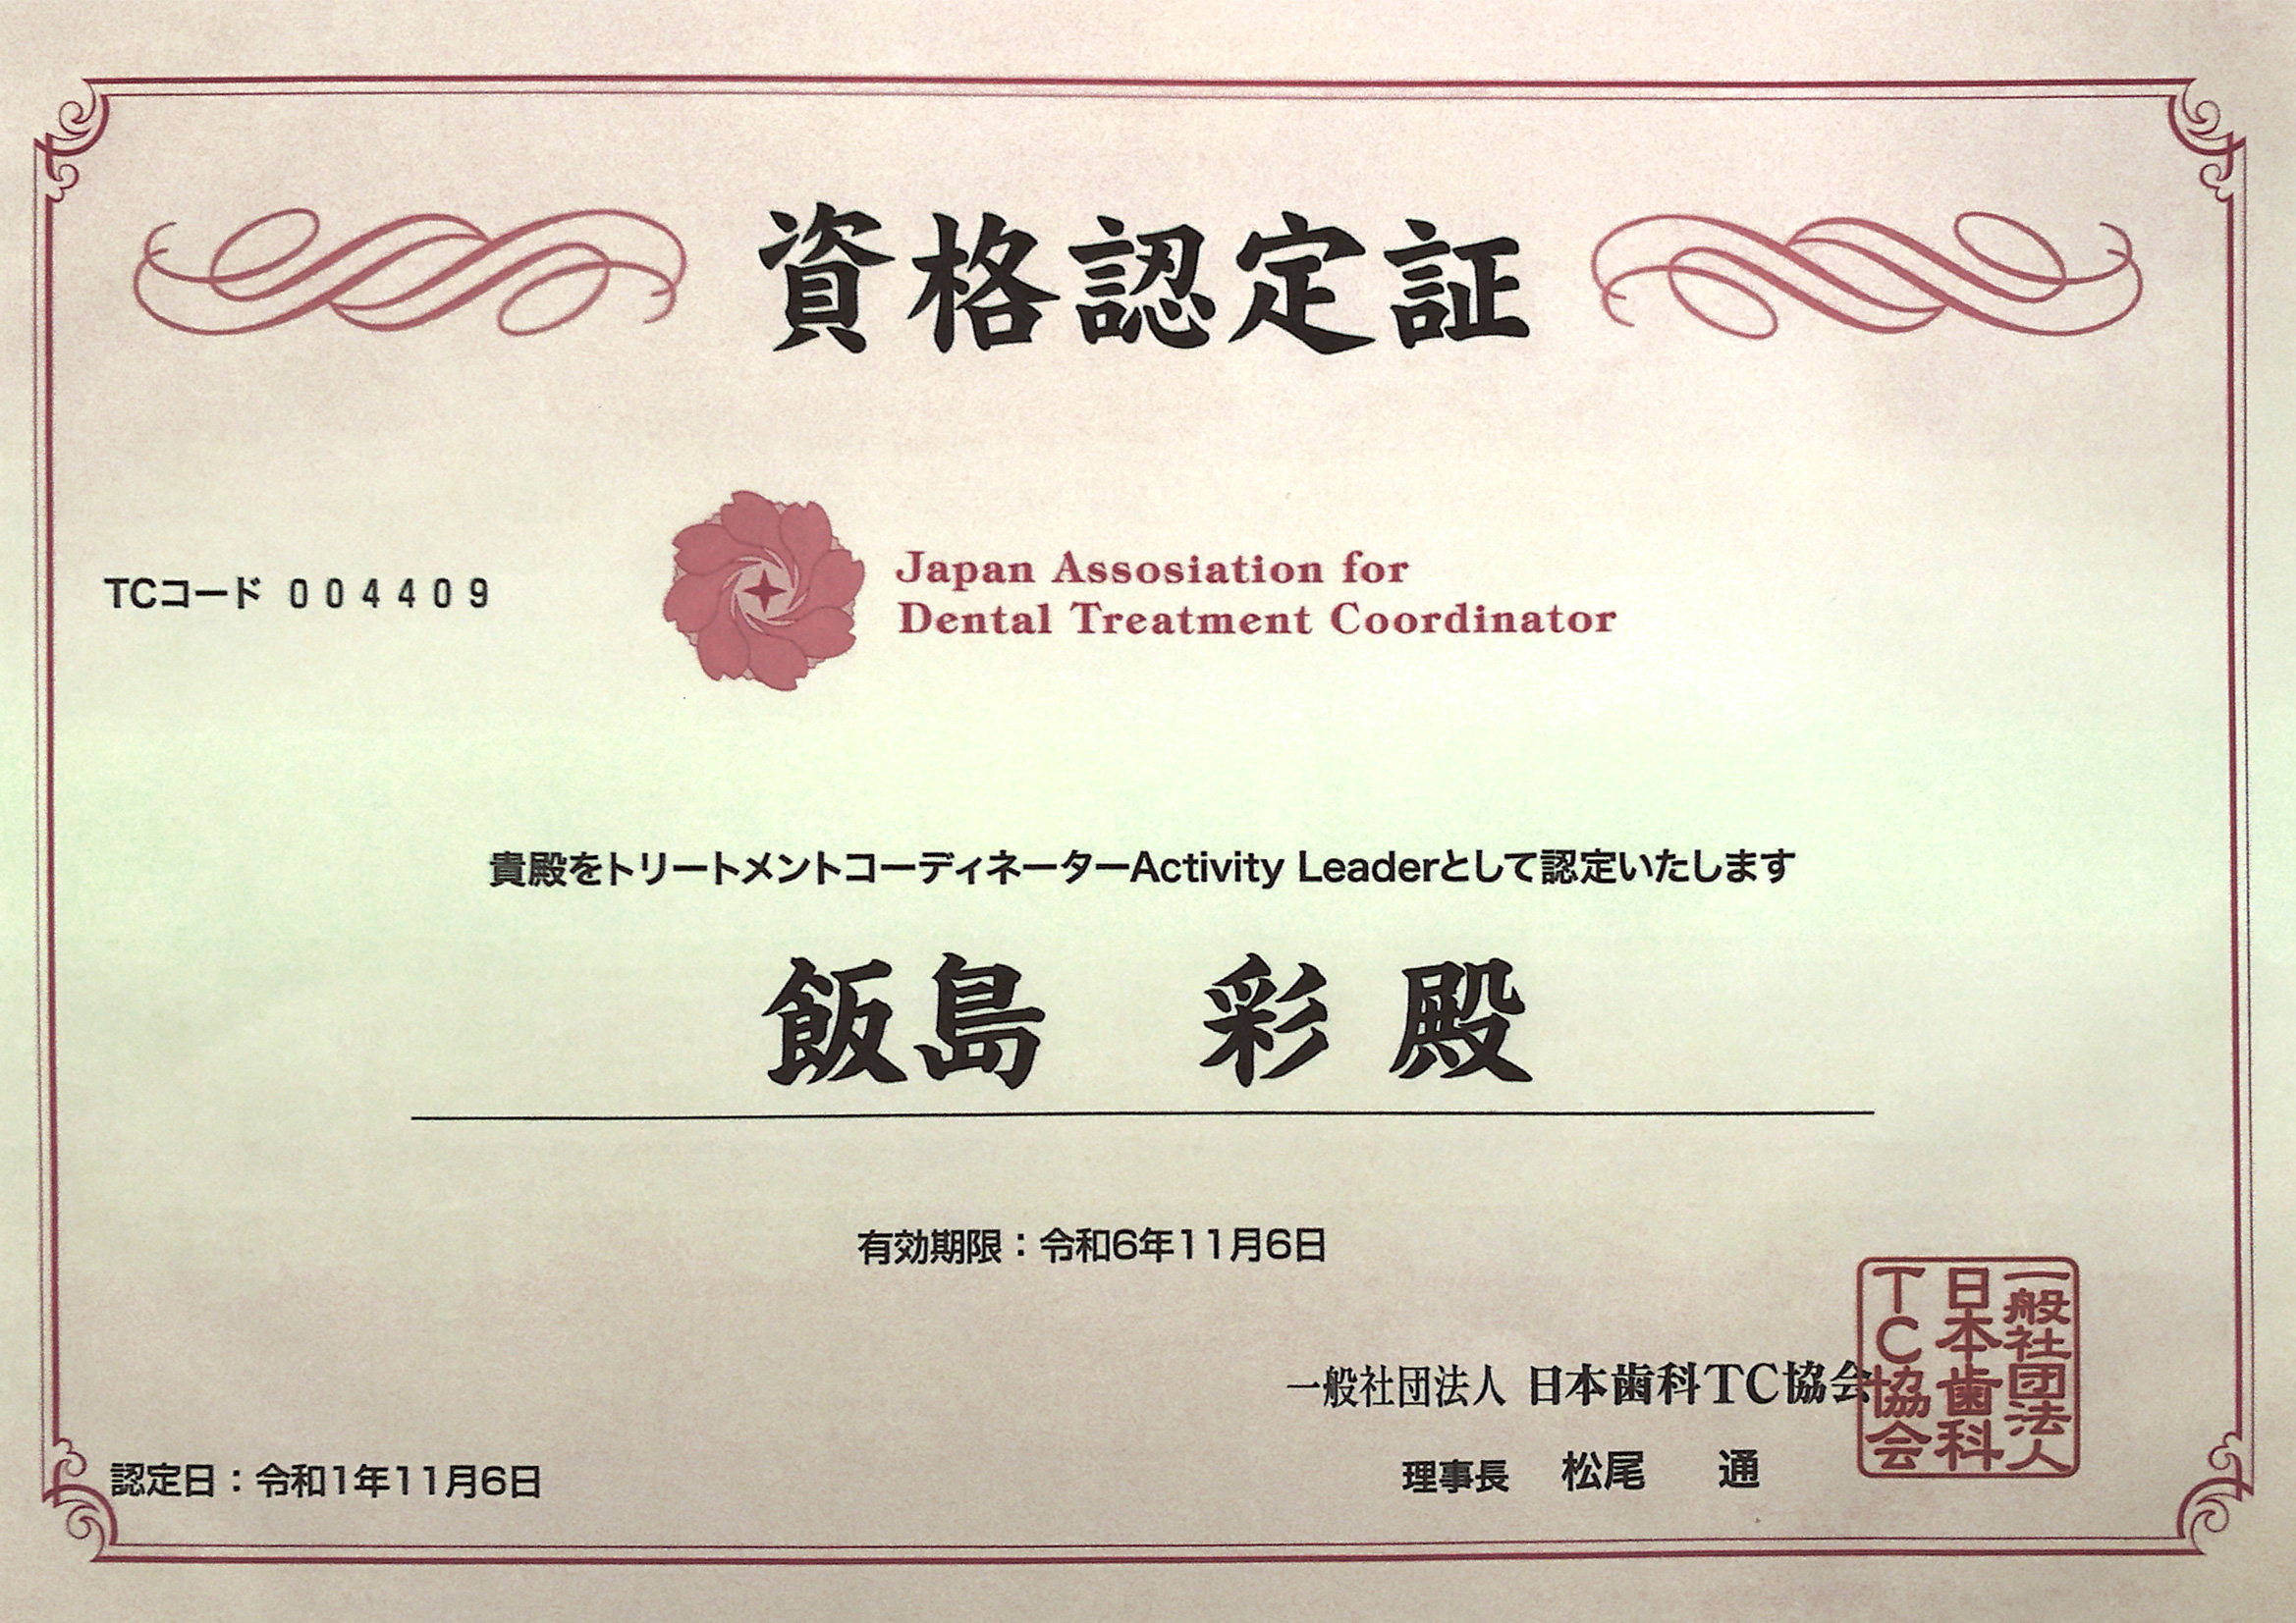 資格認定証
TCコード 004409
Japan Assosiation for
Dental Treatment Coordinator
貴殿をトリートメントコーディネーターActivity Leaderとして認定いたします
飯島 彩 殿
有効期限：令和6年11月6日
一般社団法人 日本歯科TC協会
理事長 松尾 通
認定日：令和1年11月6日
一般社団法人
日本歯科
TC協会